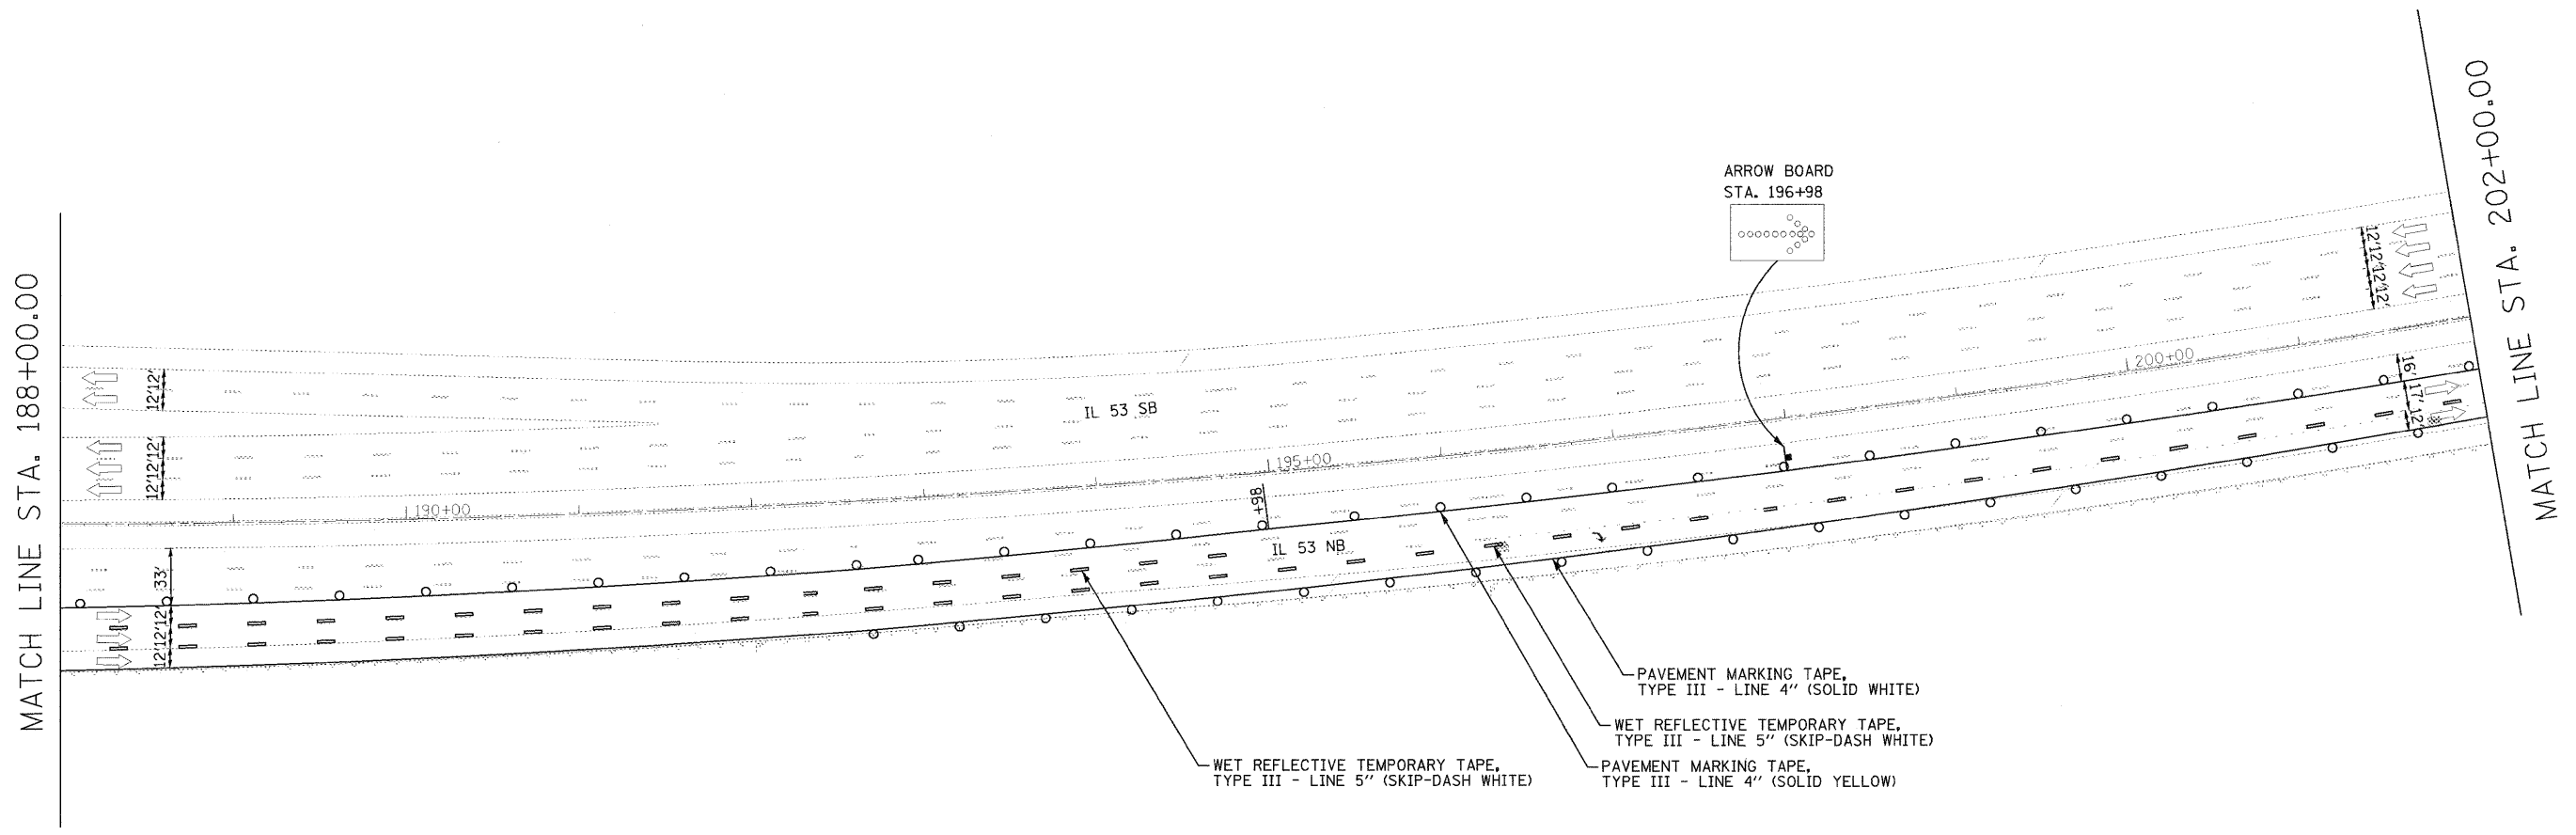 MATCH LINE STA. 188+00.00
12'12'
12'12'12'
33'
12'12'12'
190+00
IL 53 SB
195+00
+98
IL 53 NB
ARROW BOARD
STA. 196+98
200+00
12'12'12'12'
16'
17'
12'
MATCH LINE STA. 202+00.00
PAVEMENT MARKING TAPE,
TYPE III - LINE 4" (SOLID WHITE)
WET REFLECTIVE TEMPORARY TAPE,
TYPE III - LINE 5" (SKIP-DASH WHITE)
WET REFLECTIVE TEMPORARY TAPE,
TYPE III - LINE 5" (SKIP-DASH WHITE)
PAVEMENT MARKING TAPE,
TYPE III - LINE 4" (SOLID YELLOW)